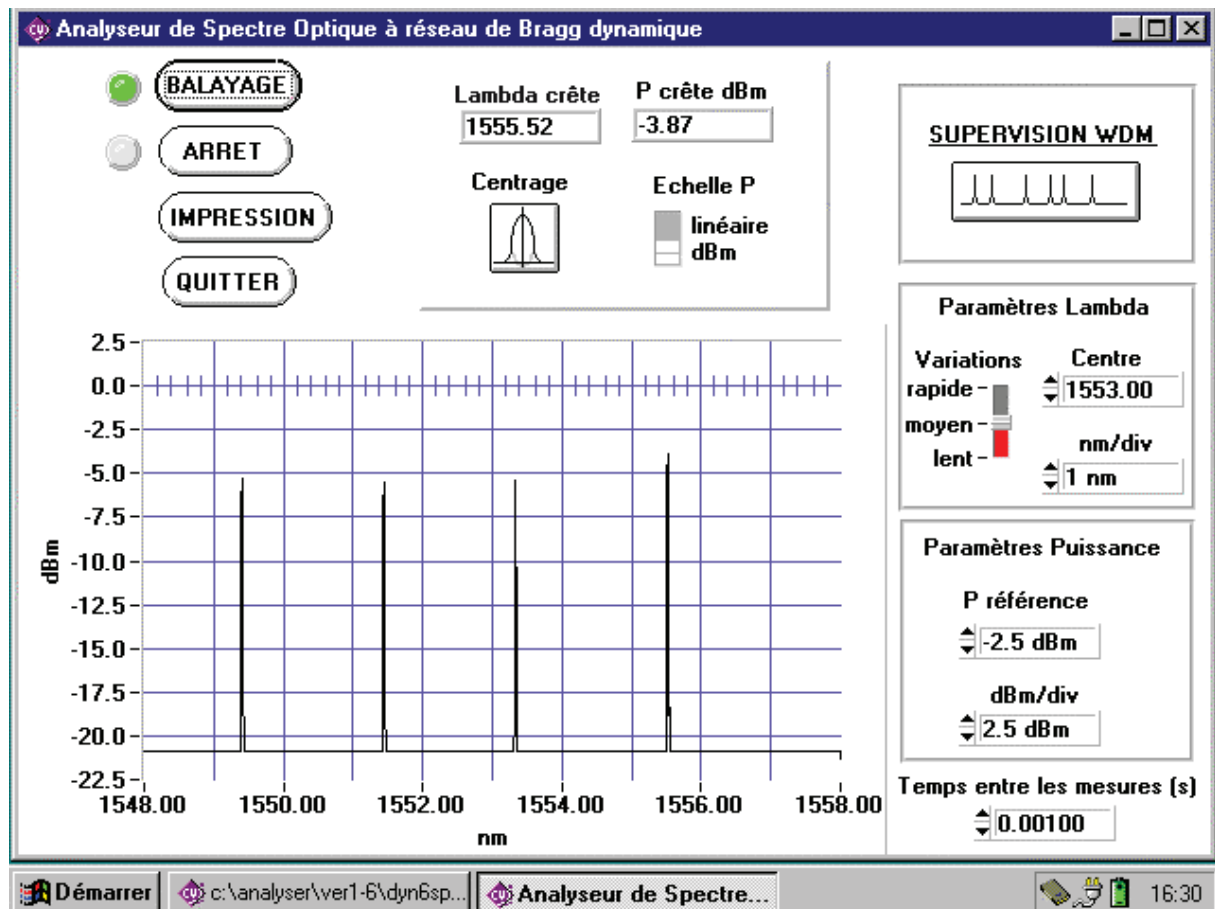 Analyseur de Spectre Optique à réseau de Bragg dynamique
BALAYAGE
ARRET
IMPRESSION
QUITTER
Lambda crête
1555.52
P crête dBm
-3.87
Centrage
Echelle P
linéaire
dBm
SUPERVISION WDM
Paramètres Lambda
Variations
rapide
moyen
lent
Centre
1553.00
nm/div
1 nm
Paramètres Puissance
P référence
-2.5 dBm
dBm/div
2.5 dBm
Temps entre les mesures (s)
0.00100
dBm
2.5
0.0
-2.5
-5.0
-7.5
-10.0
-12.5
-15.0
-17.5
-20.0
-22.5
1548.00 1550.00 1552.00 1554.00 1556.00 1558.00
nm
Démarrer
c:\analyser\ver1-6\dyn6sp...
Analyseur de Spectre...
16:30